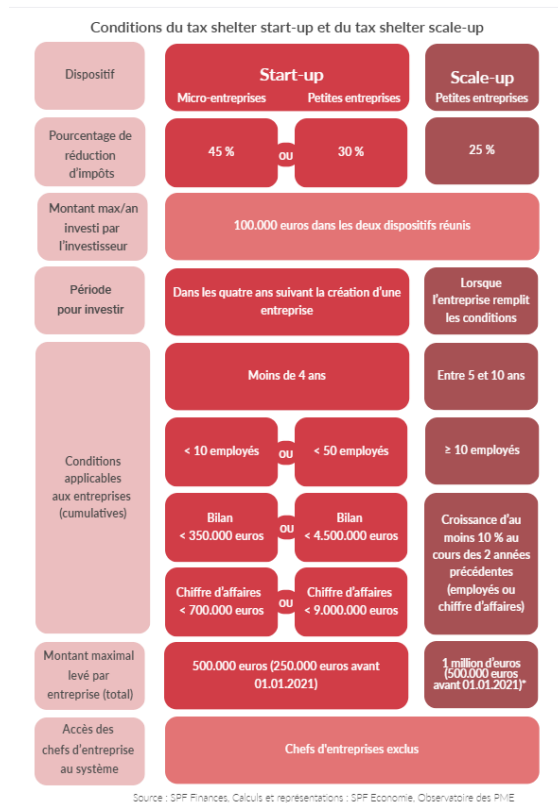 Conditions du tax shelter start-up et du tax shelter scale-up
Dispositif
Start-up
Micro-entreprises
Petites entreprises
Scale-up
Petites entreprises
Pourcentage de
réduction
d'impôts
45 %
OU
30 %
25 %
Montant max/an
investi par
l'investisseur
100.000 euros dans les deux dispositifs réunis
Période
pour investir
Dans les quatre ans suivant la création d'une
entreprise
Lorsque
l'entreprise remplit
les conditions
Conditions
applicables
aux entreprises
(cumulatives)
Moins de 4 ans
Entre 5 et 10 ans
< 10 employés
OU
< 50 employés
≥ 10 employés
Bilan
< 350.000 euros
OU
Bilan
< 4.500.000 euros
Croissance d'au
moins 10 % au
cours des 2 années
précédentes
(employés ou
chiffre d'affaires)
Chiffre d'affaires
< 700.000 euros
OU
Chiffre d'affaires
< 9.000.000 euros
Montant maximal
levé par
entreprise (total)
500.000 euros (250.000 euros avant
01.01.2021)
1 million d'euros
(500.000 euros
avant 01.01.2021)*
Accès des
chefs d'entreprise
au système
Chefs d'entreprises exclus
Source : SPF Finances, Calculs et représentations : SPF Economie, Observatoire des PME